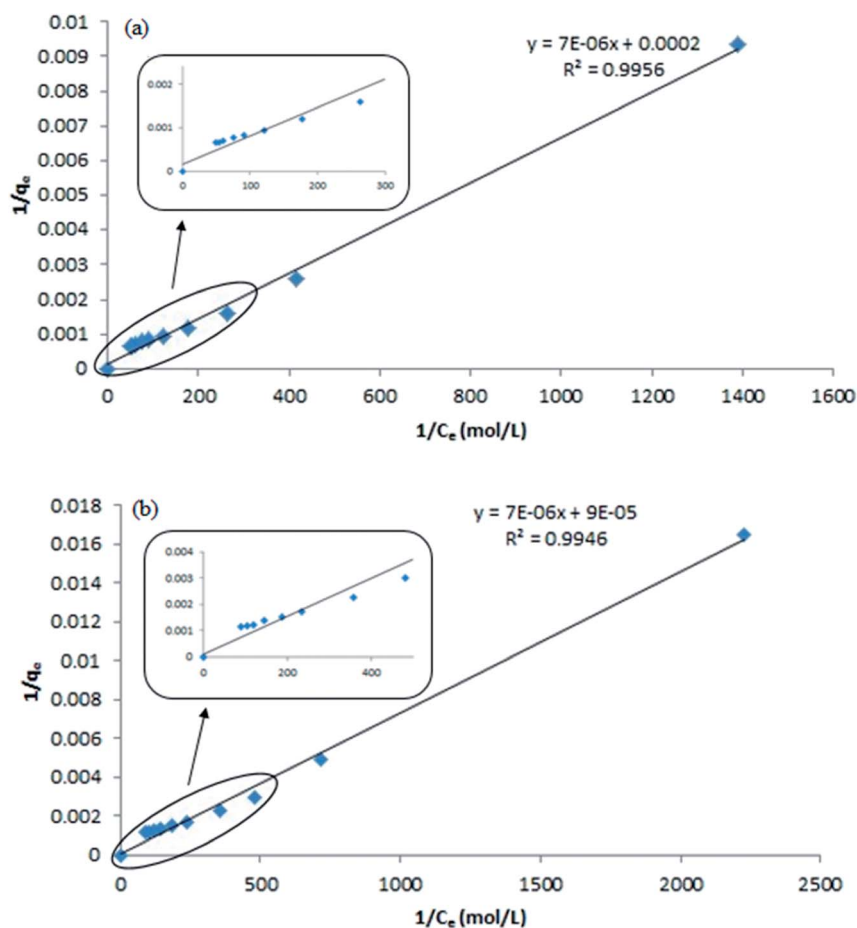 (a)
y = 7E-06x + 0.0002
R² = 0.9956
0.01
0.009
0.008
0.007
0.006
0.005
0.004
0.003
0.002
0.001
0
1/qₑ
0.002
0.001
0
0 100 200 300
0 200 400 600 800 1000 1200 1400 1600
1/Cₑ (mol/L)
(b)
y = 7E-06x + 9E-05
R² = 0.9946
0.018
0.016
0.014
0.012
0.01
0.008
0.006
0.004
0.002
0
1/qₑ
0.004
0.003
0.002
0.001
0
0 200 400
0 500 1000 1500 2000 2500
1/Cₑ (mol/L)